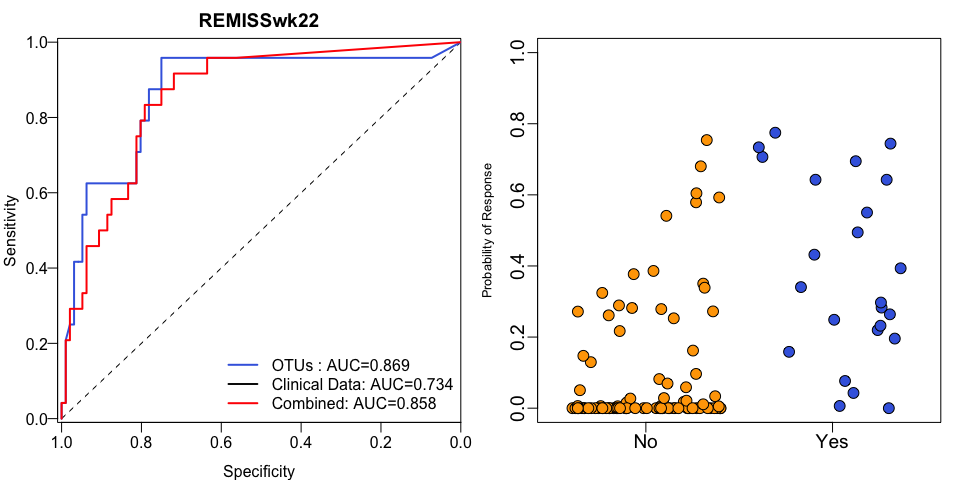 REMISSwk22
1.0
0.8
0.6
0.4
0.2
0.0
Sensitivity
1.0
0.8
0.6
0.4
0.2
0.0
Specificity
OTUs : AUC=0.869
Clinical Data: AUC=0.734
Combined: AUC=0.858
1.0
0.8
0.6
0.4
0.2
0.0
Probability of Response
No
Yes